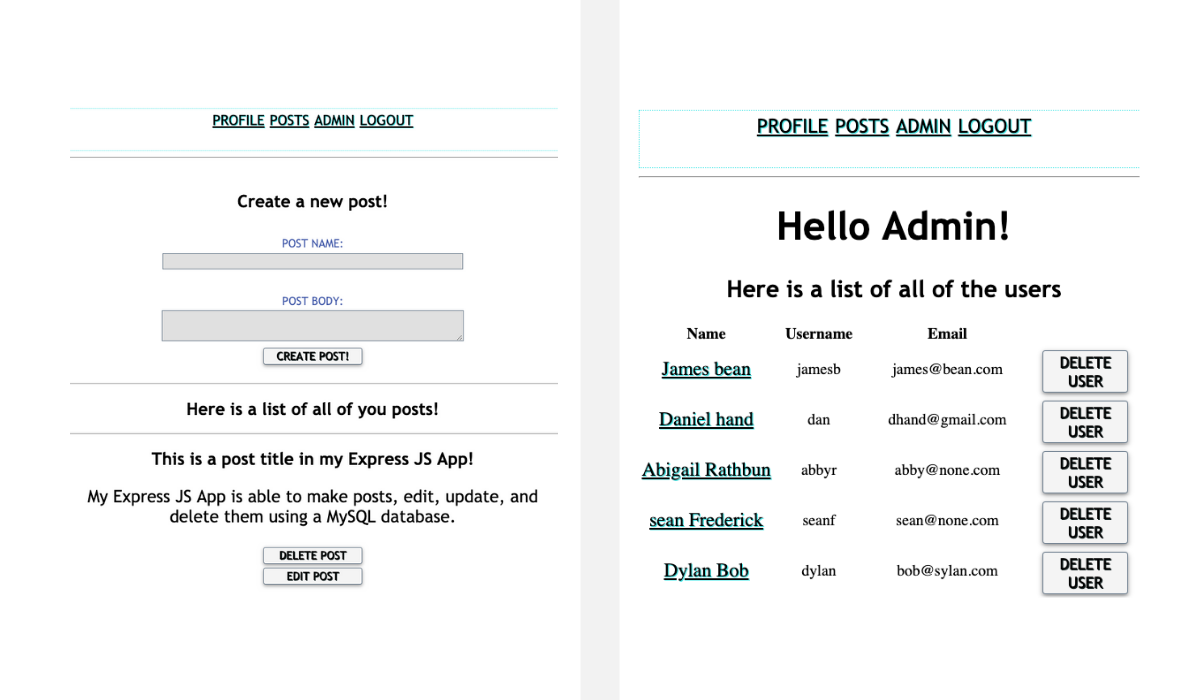 PROFILE POSTS ADMIN LOGOUT
Create a new post!
POST NAME:
POST BODY:
CREATE POST!
Here is a list of all of you posts!
This is a post title in my Express JS App!
My Express JS App is able to make posts, edit, update, and
delete them using a MySQL database.
DELETE POST
EDIT POST
PROFILE POSTS ADMIN LOGOUT
Hello Admin!
Here is a list of all of the users
Name Username Email
James bean jamesb james@bean.com DELETE
USER
Daniel hand dan dhand@gmail.com DELETE
USER
Abigail Rathbun abbyr abby@none.com DELETE
USER
sean Frederick seanf sean@none.com DELETE
USER
Dylan Bob dylan bob@sylan.com DELETE
USER